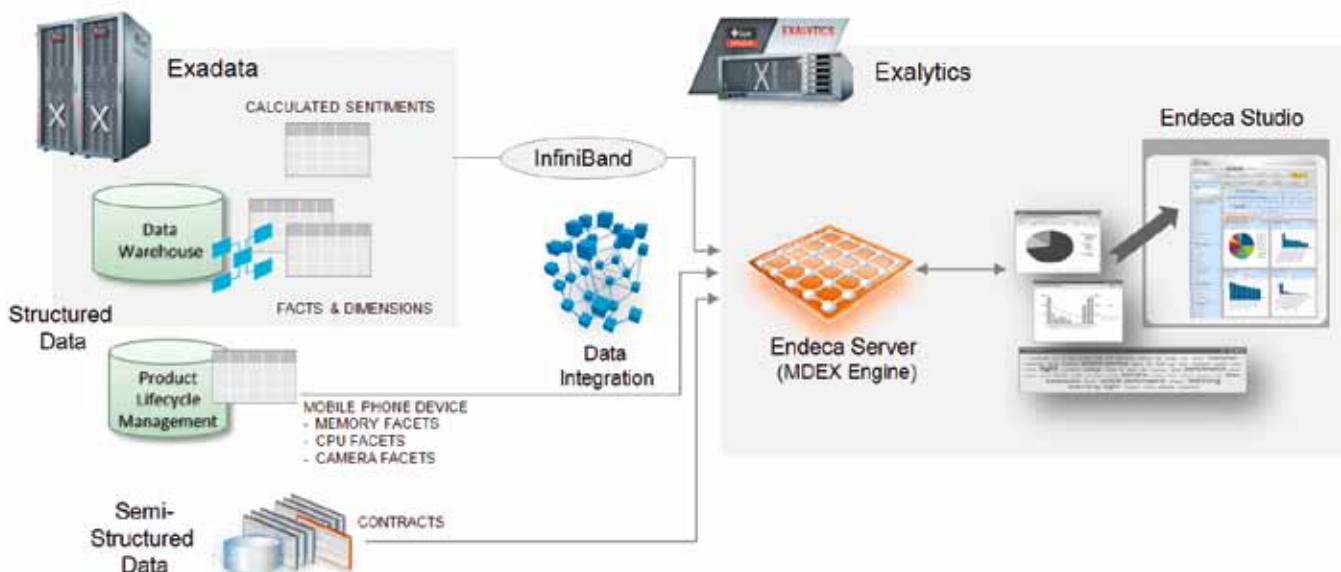 Exadata
CALCULATED SENTIMENTS
Data
Warehouse
FACTS & DIMENSIONS
Structured
Data
Product
Lifecycle
Management
MOBILE PHONE DEVICE
- MEMORY FACETS
- CPU FACETS
- CAMERA FACETS
Semi-
Structured
Data
CONTRACTS
InfiniBand
Data
Integration
EXALYTICS
Exalytics
Endeca Server
(MDEX Engine)
Endeca Studio